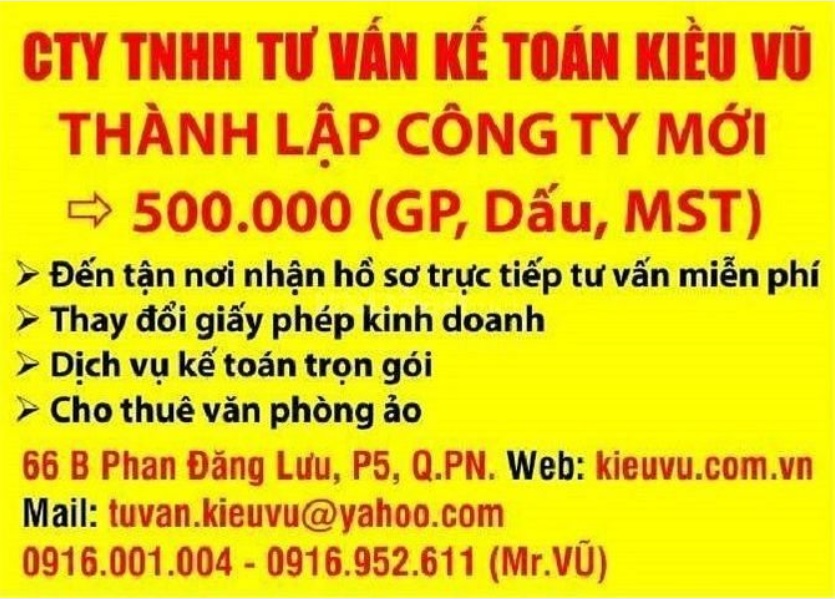 CTY TNHH TƯ VẤN KẾ TOÁN KIỀU VŨ
THÀNH LẬP CÔNG TY MỚI
⇨ 500.000 (GP, Dấu, MST)
➢ Đến tận nơi nhận hồ sơ trực tiếp tư vấn miễn phí
➢ Thay đổi giấy phép kinh doanh
➢ Dịch vụ kế toán trọn gói
➢ Cho thuê văn phòng ảo
66 B Phan Đăng Lưu, P5, Q.PN. Web: kieuvu.com.vn
Mail: tuvan.kieuvu@yahoo.com
0916.001.004 - 0916.952.611 (Mr.VŨ)